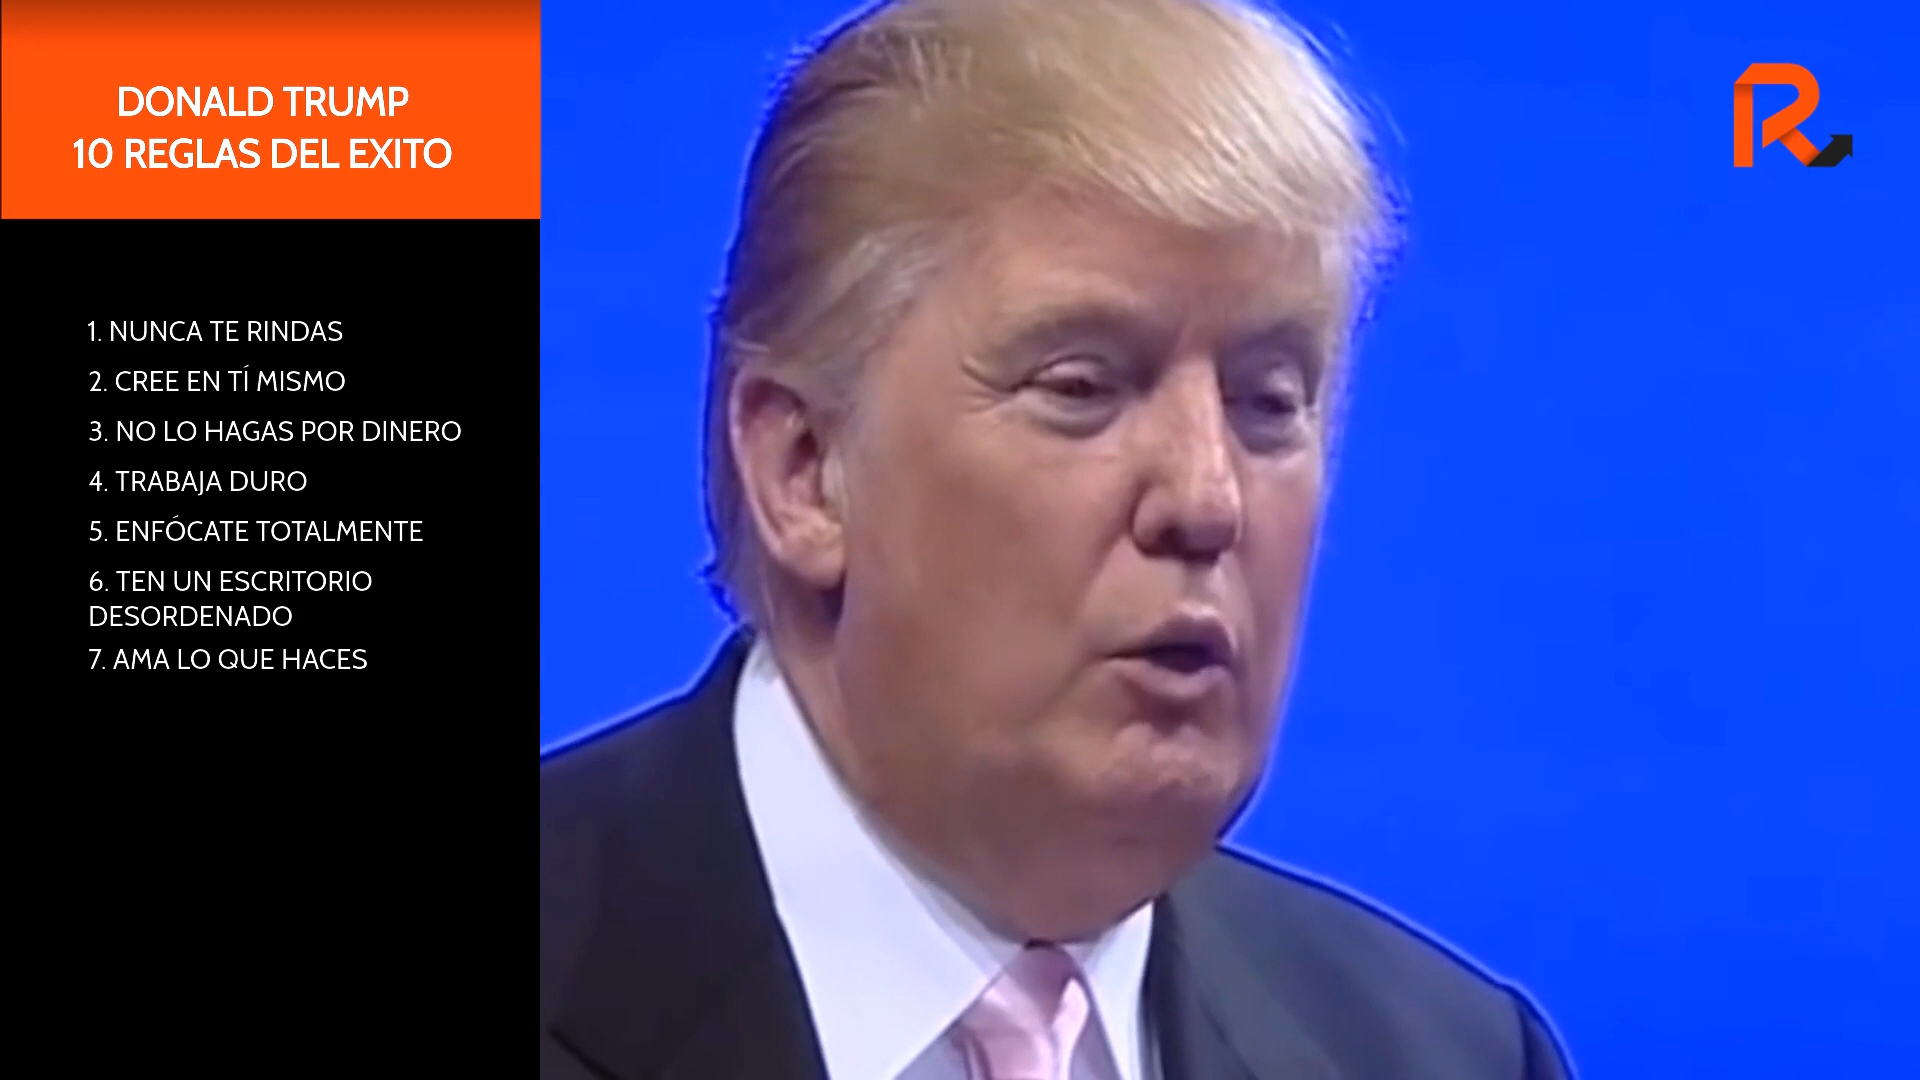 DONALD TRUMP
10 REGLAS DEL EXITO
1. NUNCA TE RINDAS
2. CREE EN TÍ MISMO
3. NO LO HAGAS POR DINERO
4. TRABAJA DURO
5. ENFÓCATE TOTALMENTE
6. TEN UN ESCRITORIO
DESORDENADO
7. AMA LO QUE HACES